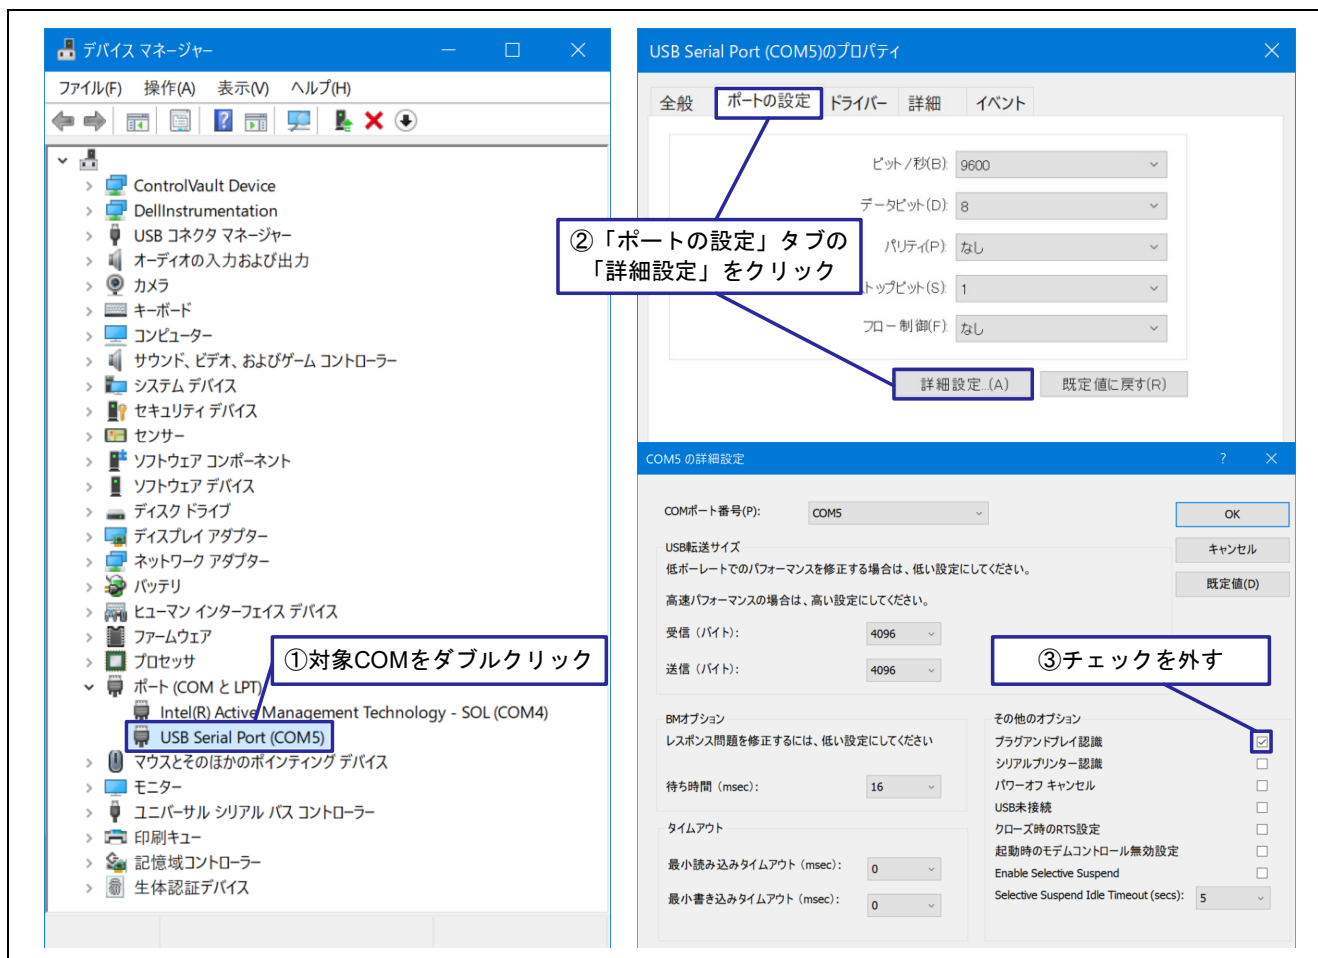 デバイス マネージャー
ファイル(F) 操作(A) 表示(V) ヘルプ(H)
ControlVault Device
DellInstrumentation
USB コネクタ マネージャー
オーディオの入力および出力
カメラ
キーボード
コンピューター
サウンド、ビデオ、およびゲーム コントローラー
システム デバイス
セキュリティ デバイス
センサー
ソフトウェア コンポーネント
ソフトウェア デバイス
ディスク ドライブ
ディスプレイ アダプター
ネットワーク アダプター
バッテリ
ヒューマン インターフェイス デバイス
ファームウェア
プロセッサ
①対象COMをダブルクリック
ポート (COM と LPT)
Intel(R) Active Management Technology - SOL (COM4)
USB Serial Port (COM5)
マウスとそのほかのポインティング デバイス
モニター
ユニバーサル シリアル バス コントローラー
印刷キュー
記憶域コントローラー
生体認証デバイス
USB Serial Port (COM5)のプロパティ
全般 ポートの設定 ドライバー 詳細 イベント
ビット/秒(B): 9600
データビット(D): 8
②「ポートの設定」タブの
「詳細設定」をクリック
パリティ(P): なし
トップビット(S): 1
フロー制御(F): なし
詳細設定...(A) 既定値に戻す(R)
COM5 の詳細設定 ?
COMポート番号(P): COM5
OK
キャンセル
既定値(D)
USB転送サイズ
低ボーレートでのパフォーマンスを修正する場合は、低い設定にしてください。
高速パフォーマンスの場合は、高い設定にしてください。
受信 (バイト): 4096
送信 (バイト): 4096
③チェックを外す
BMオプション
レスポンス問題を修正するには、低い設定にしてください
待ち時間 (msec): 16
タイムアウト
最小読み込みタイムアウト (msec): 0
最小書き込みタイムアウト (msec): 0
その他のオプション
プラグアンドプレイ認識
シリアルプリンター認識
パワーオフ キャンセル
USB未接続
クローズ時のRTS設定
起動時のモデムコントロール無効設定
Enable Selective Suspend
Selective Suspend Idle Timeout (secs): 5